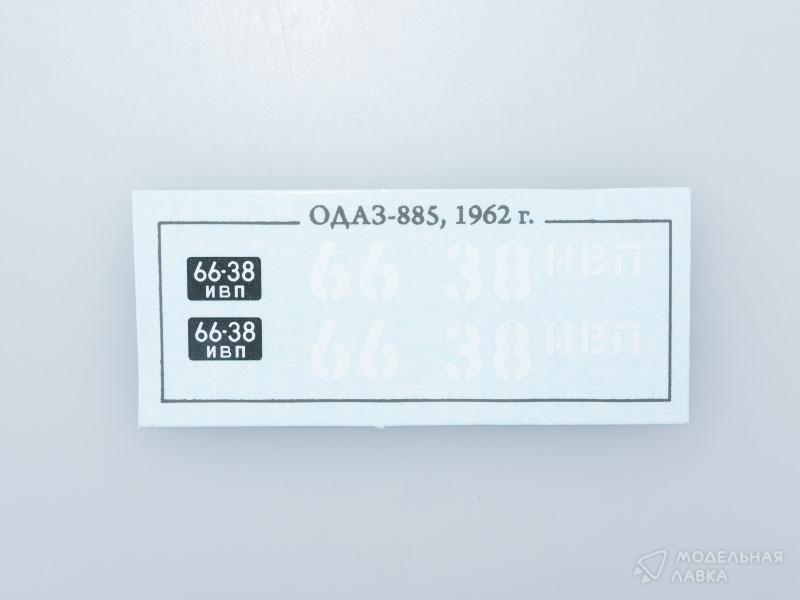 ОДАЗ-885, 1962 г.
66-38
ИВП
66 38 ИВП
66-38
ИВП
66 38 ИВП
МОДЕЛЬНАЯ
ЛАВКА